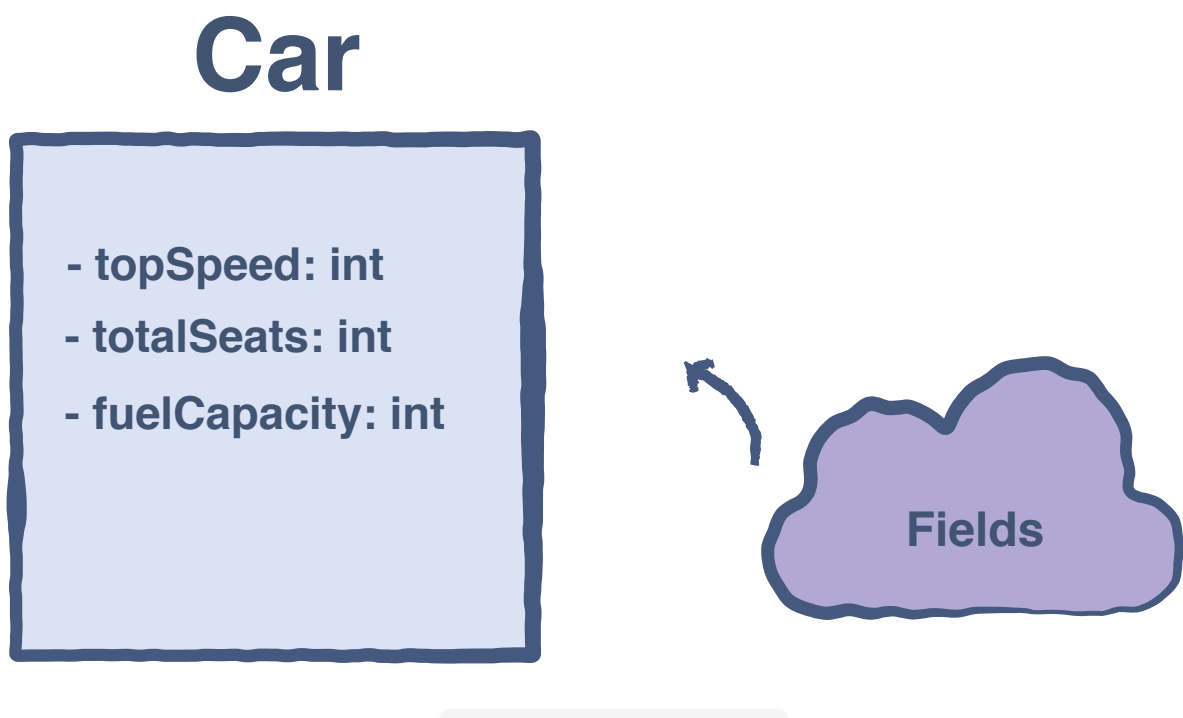 Car
- topSpeed: int
- totalSeats: int
- fuelCapacity: int
Fields